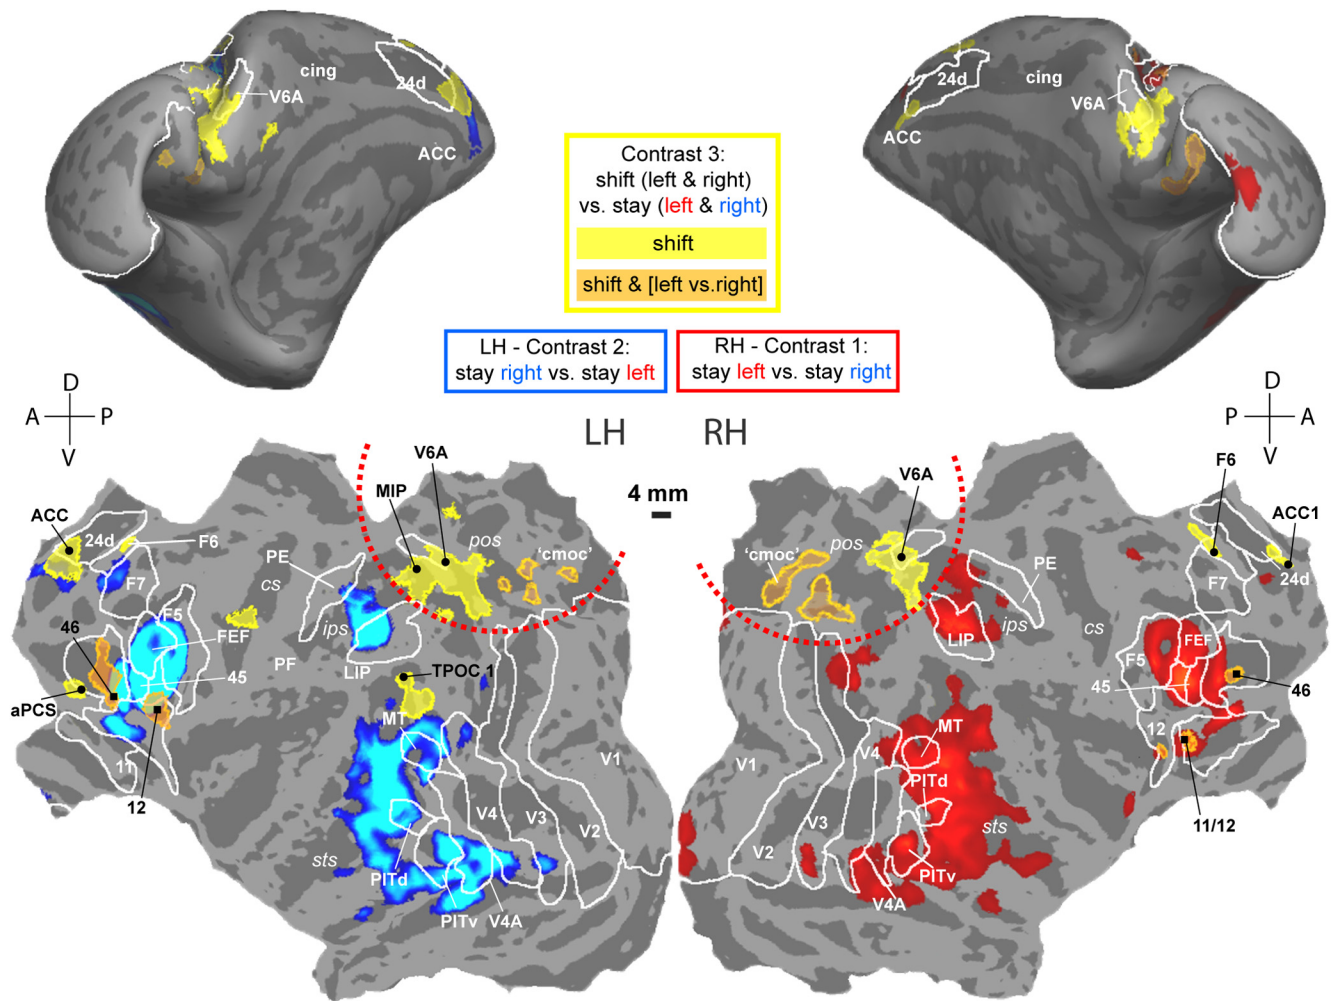 24d
cing
V6A
ACC
24d
cing
V6A
ACC
Contrast 3:
shift (left & right)
vs. stay (left & right)
shift
shift & [left vs.right]
LH - Contrast 2:
stay right vs. stay left
RH - Contrast 1:
stay left vs. stay right
D
A P
V
D
P A
V
LH RH
4 mm
V6A
MIP
ACC
24d
F6
F7
PE
cs
pos
'cmoc'
F5
FEF
46
45
ips
PF
LIP
TPOC 1
aPCS
MT
11
12
V1
V4
V3
V2
sts
PITd
PITv
V4A
V6A
F6
ACC1
'cmoc'
pos
PE
24d
F7
LIP
ips
cs
F5
FEF
45
46
12
MT
V4
V1
PITd
V3
V2
sts
11/12
PITv
V4A